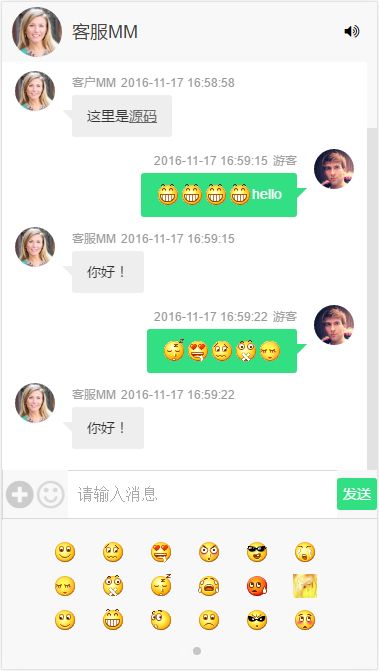 客服MM
客户MM 2016-11-17 16:58:58
这里是源码
2016-11-17 16:59:15 游客
hello
客服MM 2016-11-17 16:59:15
你好！
2016-11-17 16:59:22 游客
客服MM 2016-11-17 16:59:22
你好！
请输入消息
发送